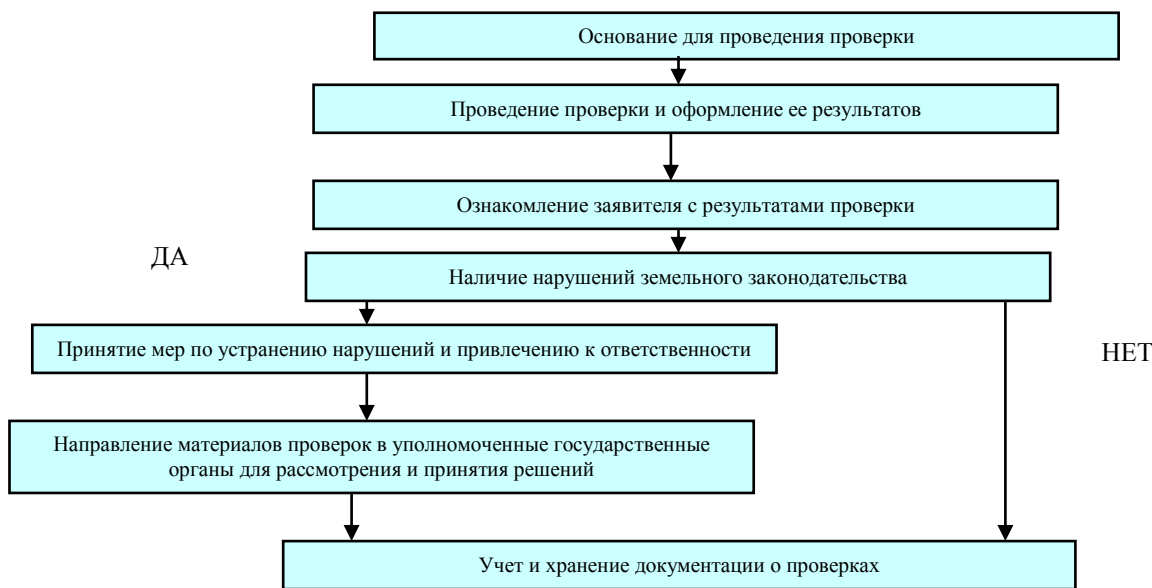 Основание для проведения проверки
Проведение проверки и оформление ее результатов
Ознакомление заявителя с результатами проверки
ДА
Наличие нарушений земельного законодательства
Принятие мер по устранению нарушений и привлечению к ответственности
НЕТ
Направление материалов проверок в уполномоченные государственные
органы для рассмотрения и принятия решений
Учет и хранение документации о проверках